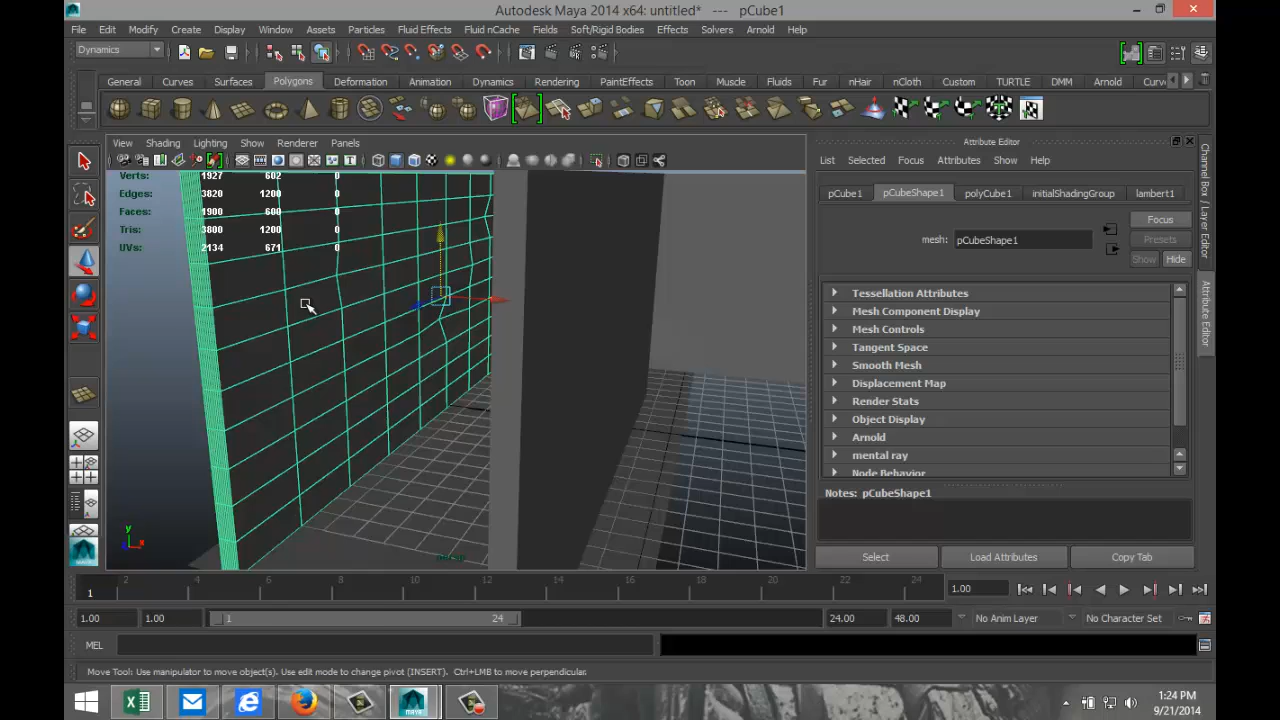 Autodesk Maya 2014 x64: untitled* --- pCube1
File Edit Modify Create Display Window Assets Particles Fluid Effects Fluid nCache Fields Soft/Rigid Bodies Effects Solvers Arnold Help
Dynamics
General Curves Surfaces Polygons Deformation Animation Dynamics Rendering PaintEffects Toon Muscle Fluids Fur nHair nCloth Custom TURTLE DMM Arnold Curv
View Shading Lighting Show Renderer Panels
Verts: 1927 602 0
Edges: 3820 1200 0
Faces: 1900 600 0
Tris: 3800 1200 0
UVs: 2134 671 0
y
z x
persp
Attribute Editor
List Selected Focus Attributes Show Help
pCube1 pCubeShape1 polyCube1 initialShadingGroup lambert1
Focus
mesh: pCubeShape1
Presets
Show Hide
Tessellation Attributes
Mesh Component Display
Mesh Controls
Tangent Space
Smooth Mesh
Displacement Map
Render Stats
Object Display
Arnold
mental ray
Node Behavior
Notes: pCubeShape1
Select Load Attributes Copy Tab
Channel Box / Layer Editor
Attribute Editor
2 4 6 8 10 12 14 16 18 20 22 24
1 1.00
1.00 1.00 1 24 24.00 48.00 No Anim Layer No Character Set
MEL
Move Tool: Use manipulator to move object(s). Use edit mode to change pivot (INSERT). Ctrl+LMB to move perpendicular.
MAYA
1:24 PM
9/21/2014